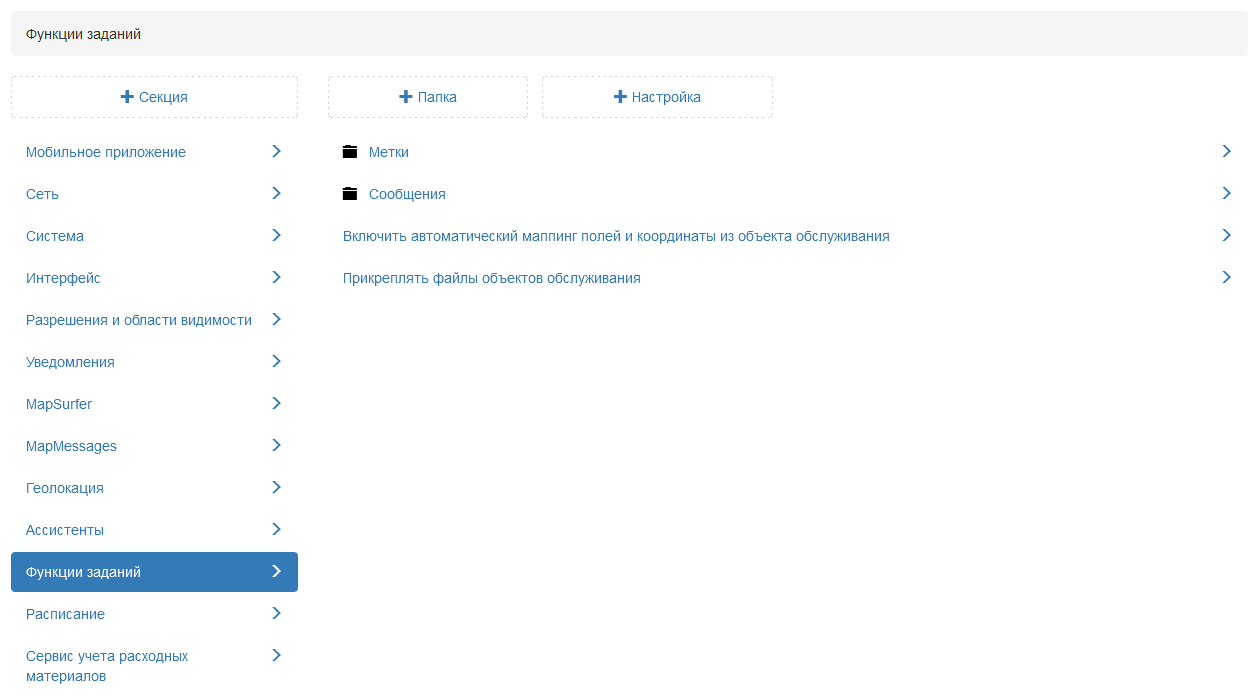 Функции заданий
Секция
Папка
Настройка
Мобильное приложение
Сеть
Система
Интерфейс
Разрешения и области видимости
Уведомления
MapSurfer
MapMessages
Геолокация
Ассистенты
Функции заданий
Расписание
Сервис учета расходных
материалов
Метки
Сообщения
Включить автоматический маппинг полей и координаты из объекта обслуживания
Прикреплять файлы объектов обслуживания